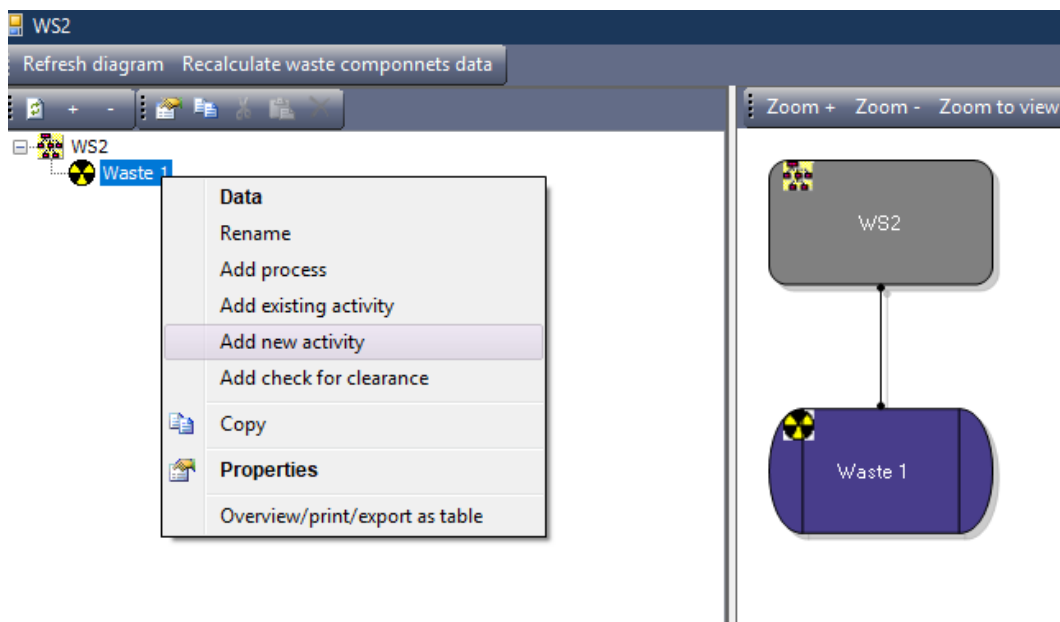 WS2
Refresh diagram Recalculate waste componnets data
+ -
Zoom + Zoom - Zoom to view
WS2
Waste 1
Data
Rename
Add process
Add existing activity
Add new activity
Add check for clearance
Copy
Properties
Overview/print/export as table
WS2
Waste 1